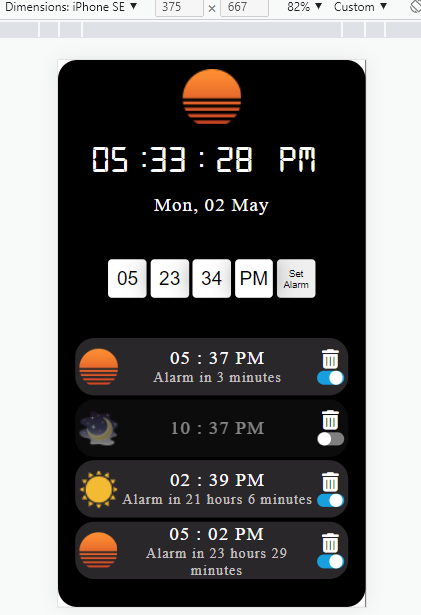 Dimensions: iPhone SE ▼ 375 × 667 82% ▼ Custom ▼
05 :33 : 28 PM
Mon, 02 May
05 23 34 PM Set
Alarm
05 : 37 PM
Alarm in 3 minutes
10 : 37 PM
02 : 39 PM
Alarm in 21 hours 6 minutes
05 : 02 PM
Alarm in 23 hours 29
minutes